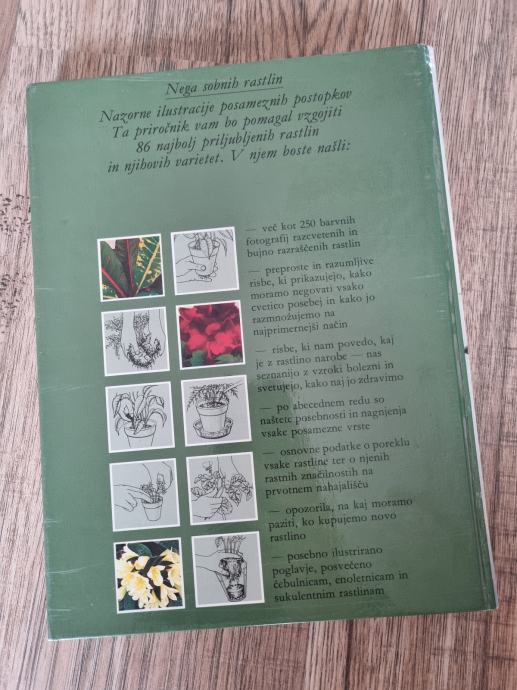 Nega sobnih rastlin
Nazorne ilustracije posameznih postopkov
Ta priročnik vam bo pomagal vzgojiti
86 najbolj priljubljenih rastlin
in njihovih varietet. V njem boste našli:
— več kot 250 barvnih
fotografij razcvetenih in
bujno razraščenih rastlin
— preproste in razumljive
risbe, ki prikazujejo, kako
moramo negovati vsako
cvetico posebej in kako jo
razmnožujemo na
najprimernejši način
— risbe, ki nam povedo, kaj
je z rastlino narobe — nas
seznanijo z vzroki bolezni in
svetujejo, kako naj jo zdravimo
— po abecednem redu so
naštete posebnosti in nagnjenja
vsake posamezne vrste
— osnovne podatke o poreklu
vsake rastline ter o njenih
rastnih značilnostih na
prvotnem nahajališču
— opozorila, na kaj moramo
paziti, ko kupujemo novo
rastlino
— posebno ilustrirano
poglavje, posvečeno
čebulnicam, enoletnicam in
sukulentnim rastlinam